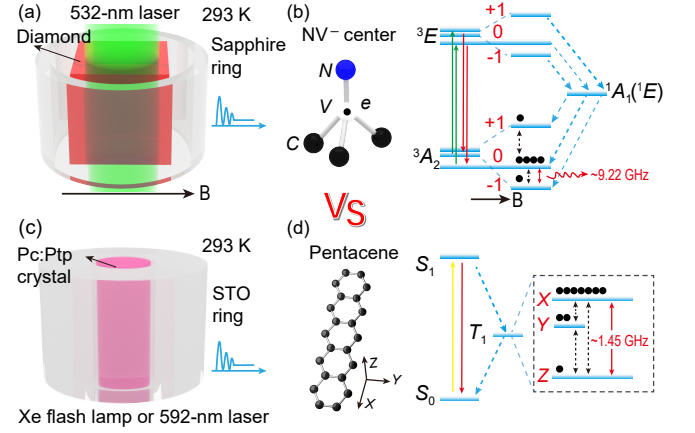 (a)
532-nm laser
293 K
Diamond
Sapphire
ring
B
(b)
NV⁻ center
N
V
e
C
³E
+1
0
-1
¹A₁(¹E)
³A₂
+1
0
-1
~9.22 GHz
B
VS
(c)
293 K
Pc:Ptp
crystal
STO
ring
Xe flash lamp or 592-nm laser
(d)
Pentacene
Z
Y
X
S₁
T₁
S₀
X
Y
~1.45 GHz
Z